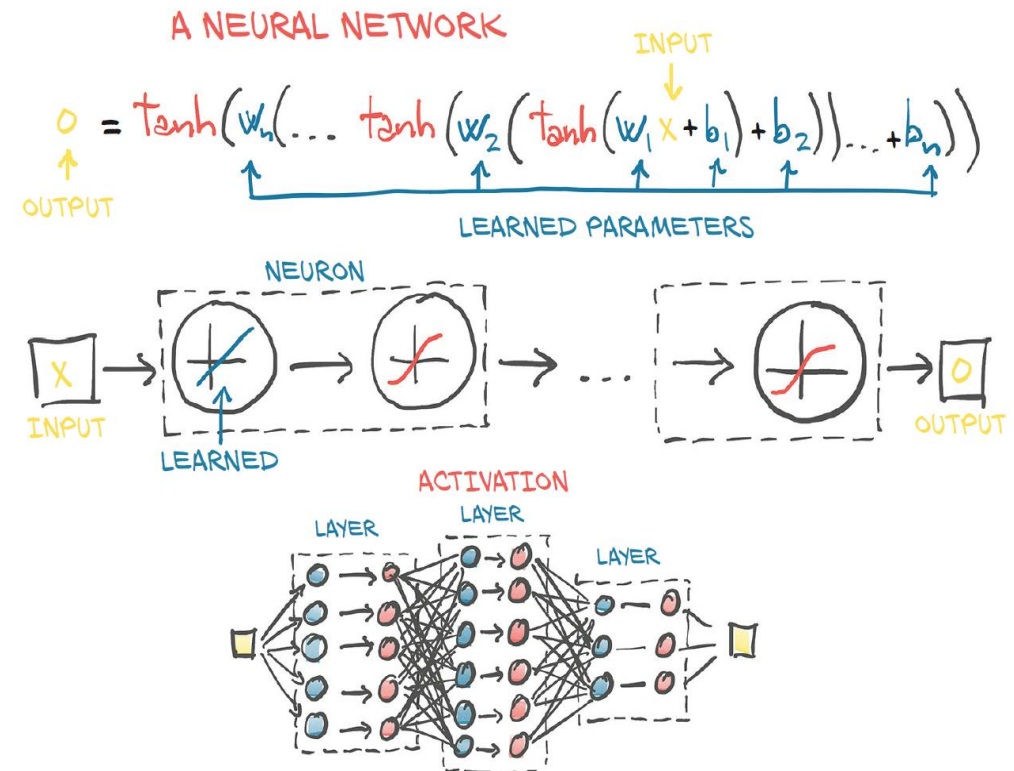 A NEURAL NETWORK
INPUT
o = tanh(wₙ(... tanh(w₂(tanh(w₁x+b₁)+b₂))...+bₙ))
OUTPUT
LEARNED PARAMETERS
NEURON
x
...
o
INPUT
OUTPUT
LEARNED
ACTIVATION
LAYER
LAYER
LAYER